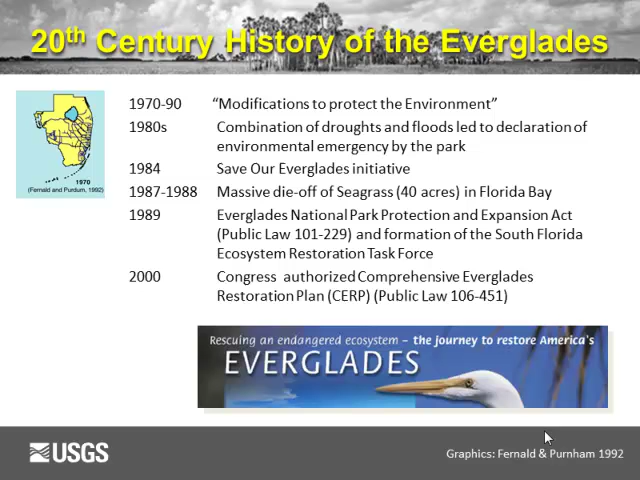 20th Century History of the Everglades
1970-90 “Modifications to protect the Environment”
1980s Combination of droughts and floods led to declaration of
environmental emergency by the park
1984 Save Our Everglades initiative
1987-1988 Massive die-off of Seagrass (40 acres) in Florida Bay
1989 Everglades National Park Protection and Expansion Act
(Public Law 101-229) and formation of the South Florida
Ecosystem Restoration Task Force
2000 Congress authorized Comprehensive Everglades
Restoration Plan (CERP) (Public Law 106-451)
1970
(Fernald and Purdum, 1992)
Rescuing an endangered ecosystem – the journey to restore America's
EVERGLADES
USGS
Graphics: Fernald & Purnham 1992